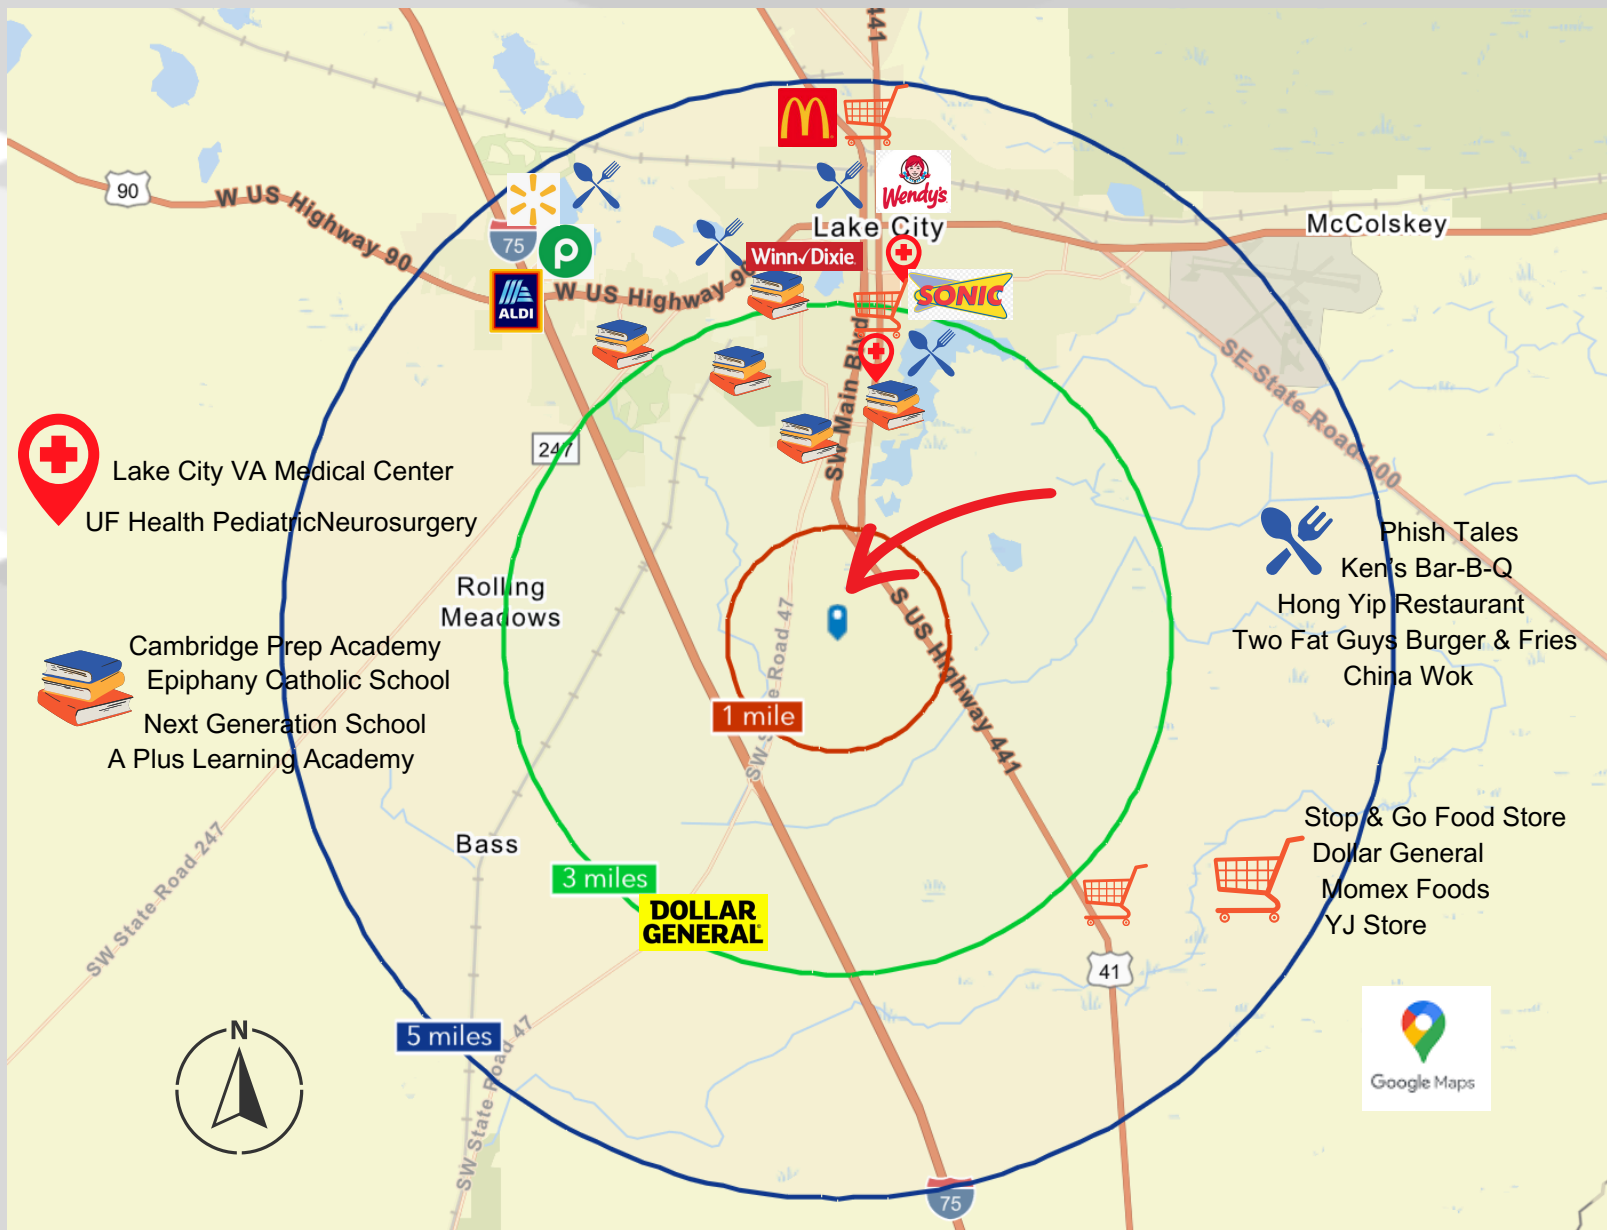 441
90
W US Highway 90
75
Wendy's
Lake City
McColskey
Winn✓Dixie
ALDI
W US Highway 90
SONIC
SW Main Blvd
SE State Road 100
247
Lake City VA Medical Center
UF Health PediatricNeurosurgery
Rolling
Meadows
Cambridge Prep Academy
Epiphany Catholic School
Next Generation School
A Plus Learning Academy
Phish Tales
Ken's Bar-B-Q
Hong Yip Restaurant
Two Fat Guys Burger & Fries
China Wok
S US Highway 441
SW State Road 47
1 mile
Bass
3 miles
DOLLAR
GENERAL
Stop & Go Food Store
Dollar General
Momex Foods
YJ Store
SW State Road 247
41
5 miles
SW State Road 47
N
Google Maps
75